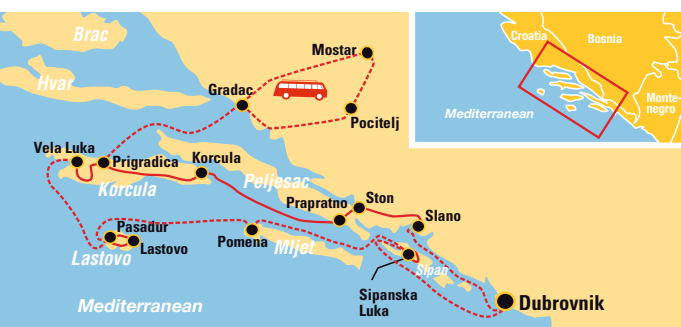 Brac
Hvar
Mostar
Gradac
Pocitelj
Croatia
Bosnia
Monte-
negro
Mediterranean
Vela Luka
Prigradica
Korcula
Korcula
Peljesac
Prapratno
Ston
Slano
Pasadur
Lastovo
Lastovo
Pomena
Mljet
Sipan
Sipanska
Luka
Mediterranean
Dubrovnik